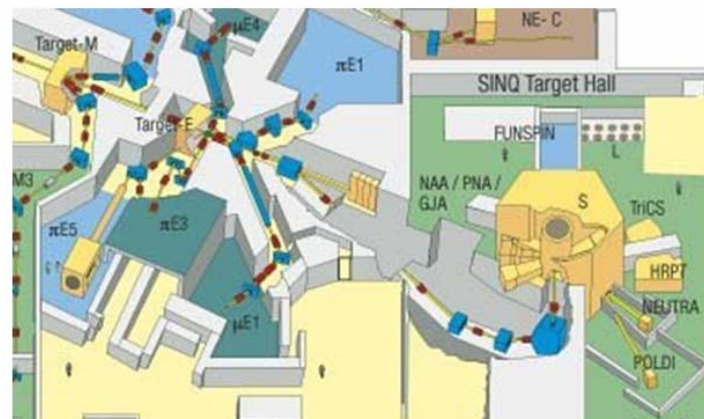 μE4
NE- C
Target-M
πE1
SINQ Target Hall
Target-E
FUNSPIN
L
M3
NAA / PNA /
GJA
S
TriCS
πE5
πE3
HRPT
NEUTRA
μE1
POLDI